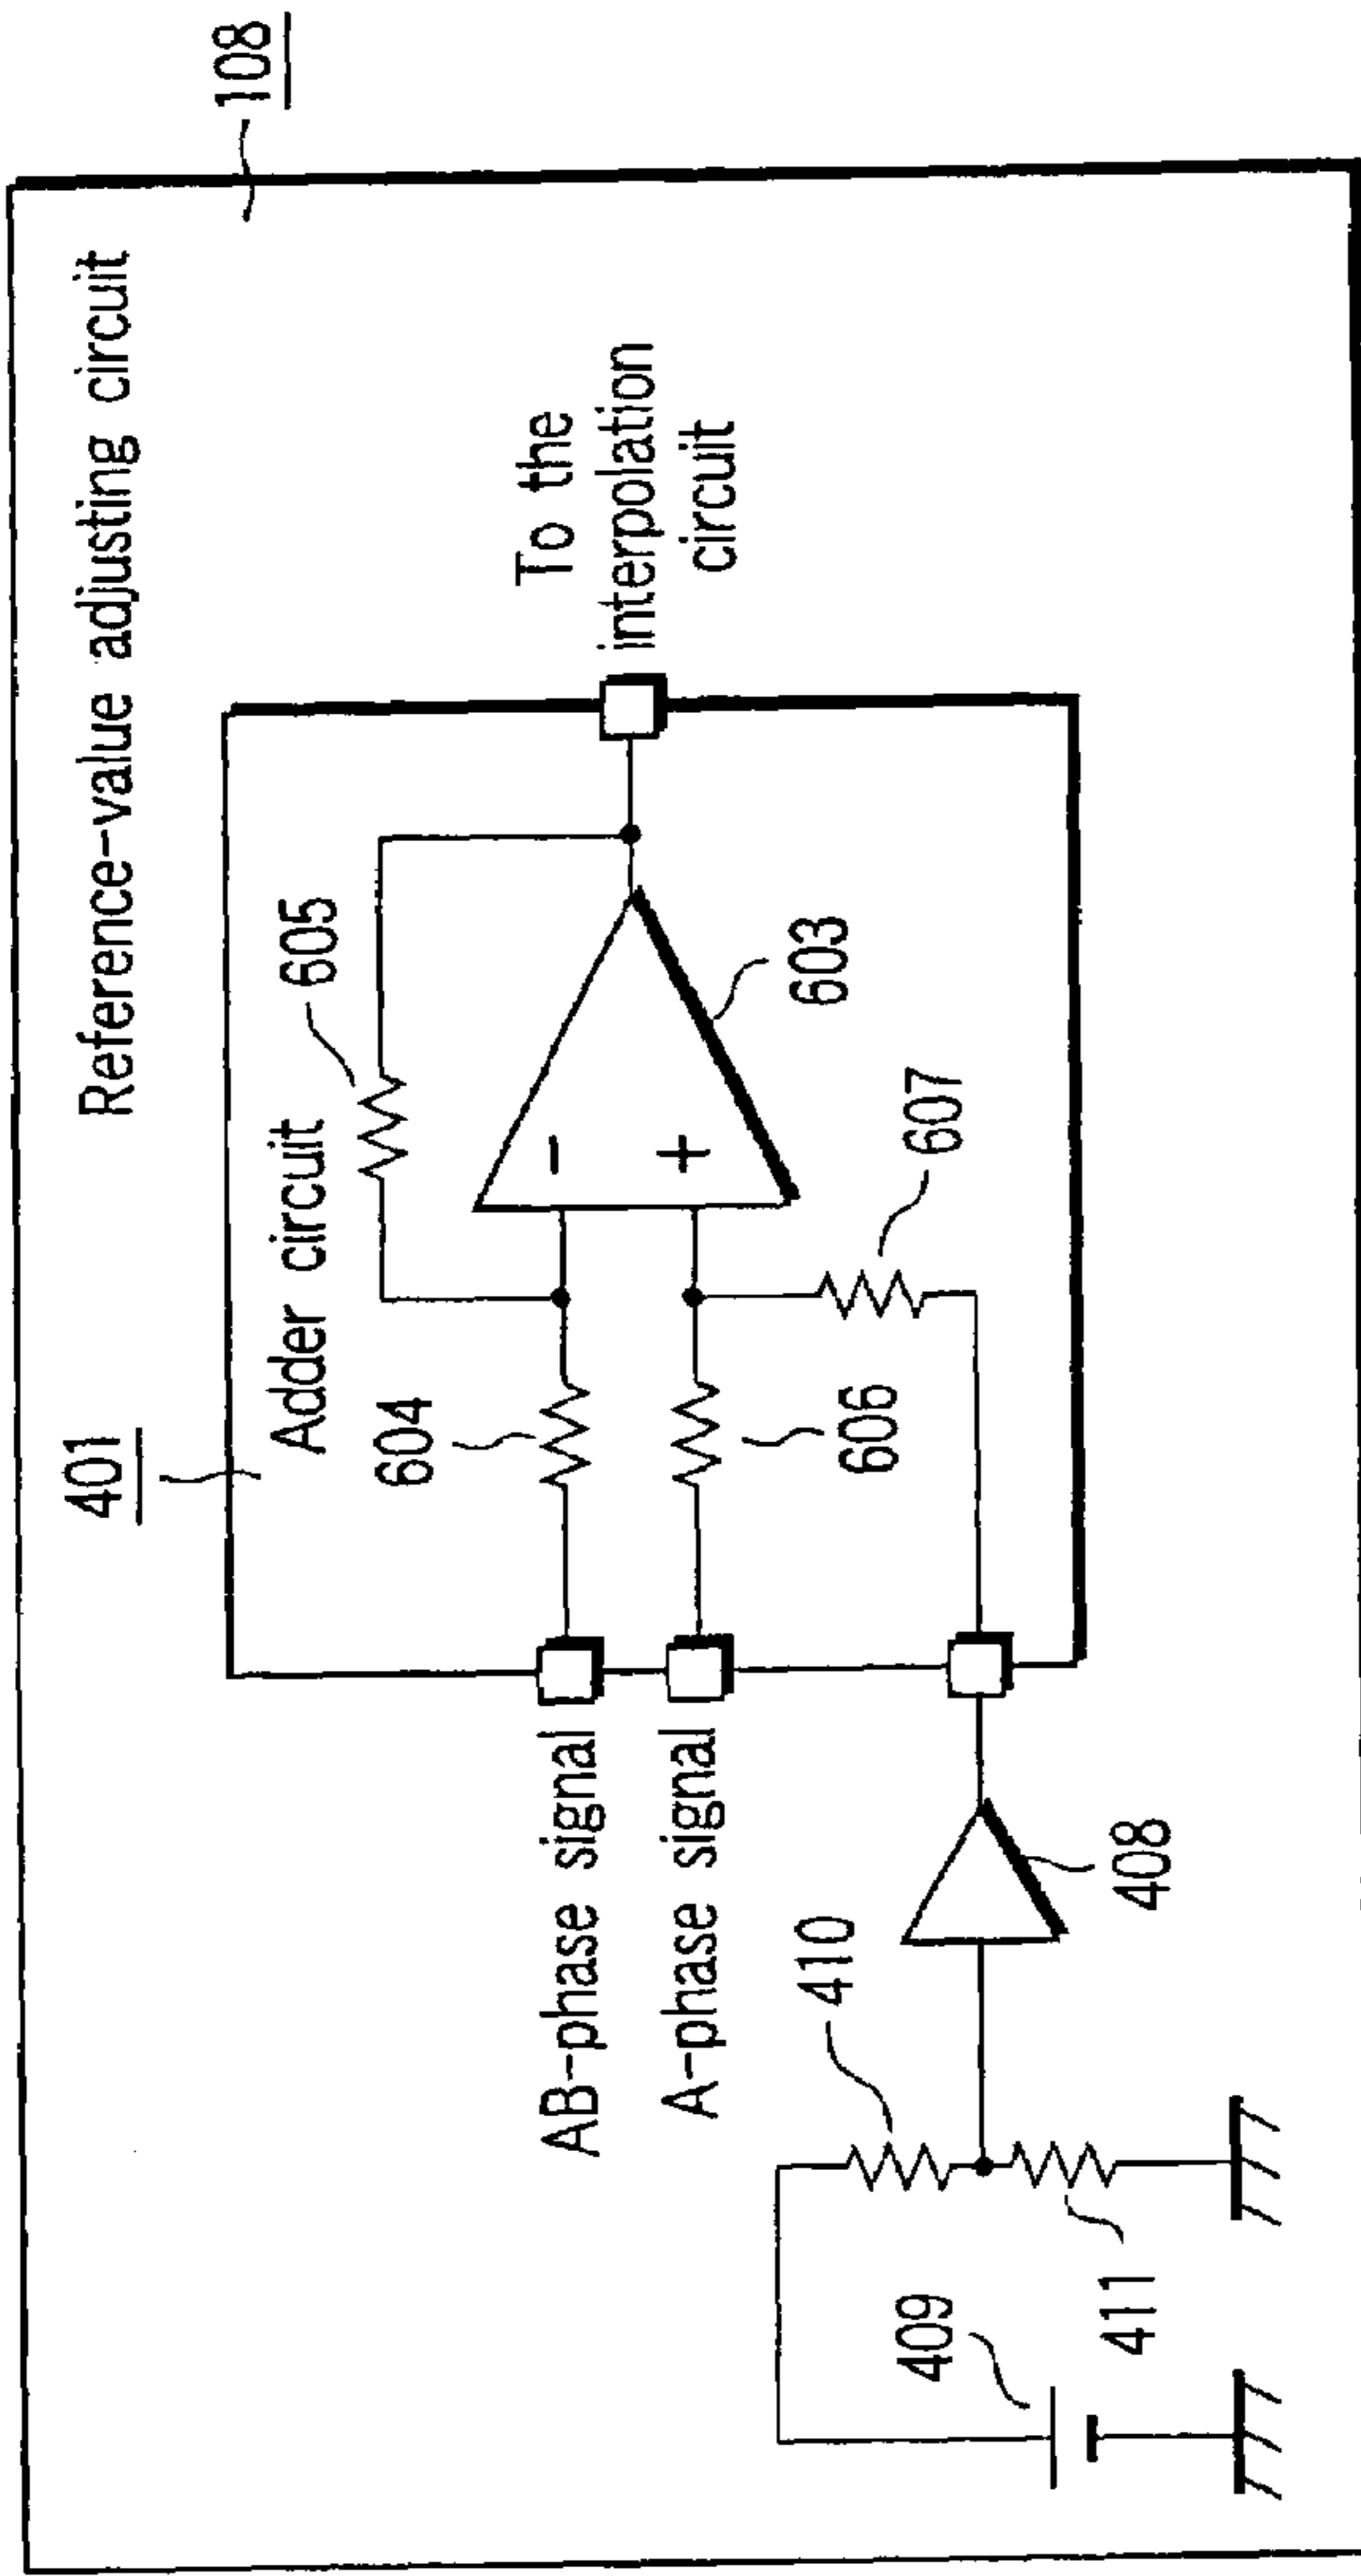 108
Reference-value adjusting circuit
401
Adder circuit
605
604
-
+
603
To the
interpolation
circuit
AB-phase signal
A-phase signal
606
607
410
408
409
411